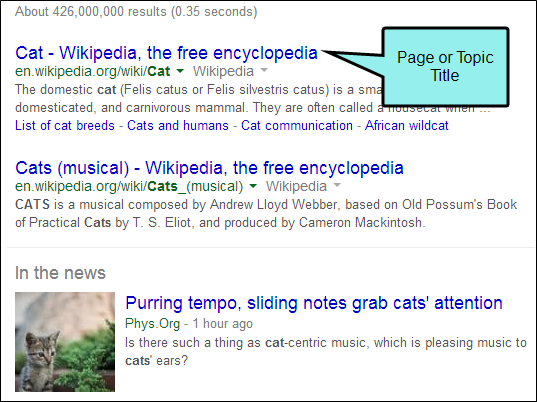 About 426,000,000 results (0.35 seconds)
Cat - Wikipedia, the free encyclopedia
Page or Topic
Title
en.wikipedia.org/wiki/Cat Wikipedia
The domestic cat (Felis catus or Felis silvestris catus) is a
domesticated, and carnivorous mammal. They are often called a housecat when ...
List of cat breeds - Cats and humans - Cat communication - African wildcat
Cats (musical) - Wikipedia, the free encyclopedia
en.wikipedia.org/wiki/Cats_(musical) Wikipedia
CATS is a musical composed by Andrew Lloyd Webber, based on Old Possum's Book
of Practical Cats by T. S. Eliot, and produced by Cameron Mackintosh.
In the news
Purring tempo, sliding notes grab cats' attention
Phys.Org - 1 hour ago
Is there such a thing as cat-centric music, which is pleasing music to
cats' ears?